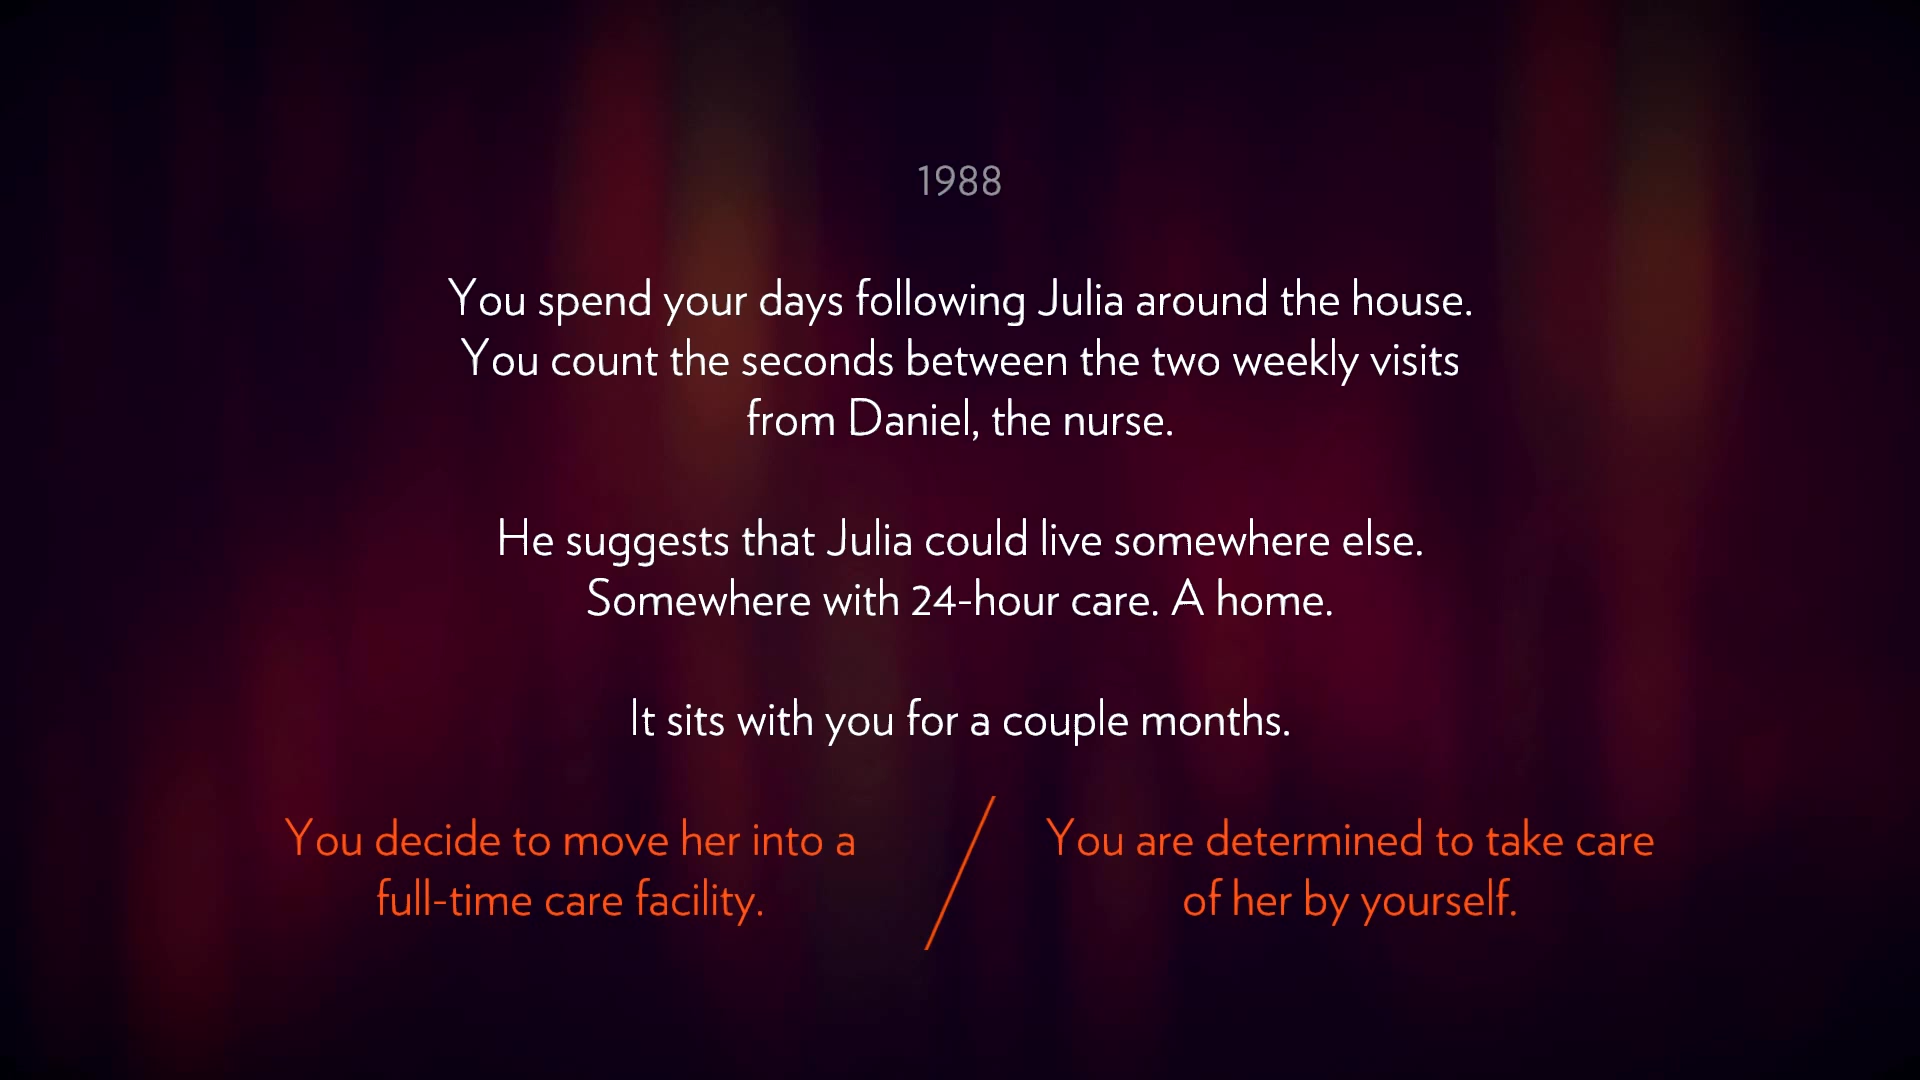 1988
You spend your days following Julia around the house.
You count the seconds between the two weekly visits
from Daniel, the nurse.
He suggests that Julia could live somewhere else.
Somewhere with 24-hour care. A home.
It sits with you for a couple months.
You decide to move her into a
full-time care facility.
/
You are determined to take care
of her by yourself.